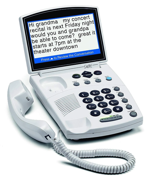 Hi grandma my concert
recital is next Friday night
would you and grandpa
be able to come? great it
starts at 7pm at the
theater downtown